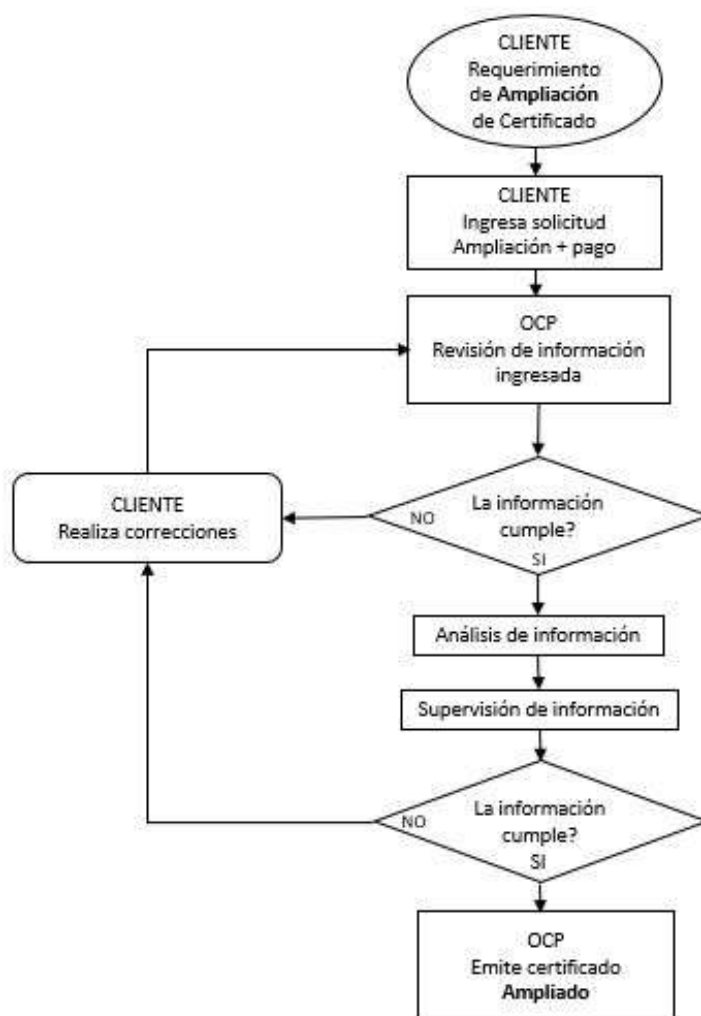 CLIENTE
Requerimiento
de Ampliación
de Certificado
CLIENTE
Ingresa solicitud
Ampliación + pago
OCP
Revisión de información
ingresada
La información
cumple?
NO
SI
CLIENTE
Realiza correcciones
Análisis de información
Supervisión de información
La información
cumple?
NO
SI
OCP
Emite certificado
Ampliado